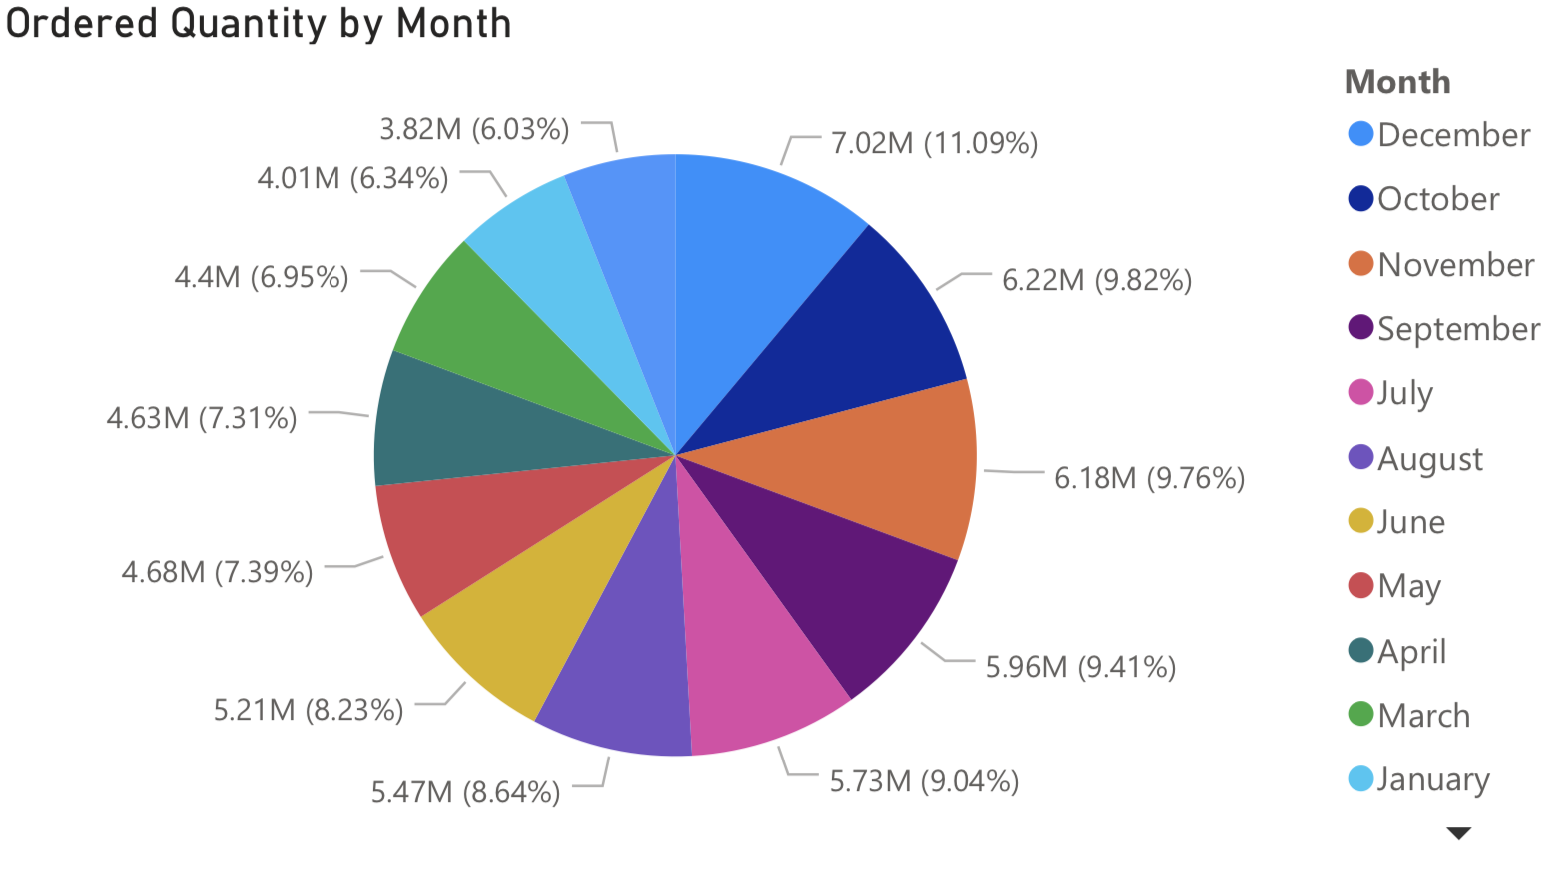 Ordered Quantity by Month
Month
December
October
November
September
July
August
June
May
April
March
January
7.02M (11.09%)
6.22M (9.82%)
6.18M (9.76%)
5.96M (9.41%)
5.73M (9.04%)
5.47M (8.64%)
5.21M (8.23%)
4.68M (7.39%)
4.63M (7.31%)
4.4M (6.95%)
4.01M (6.34%)
3.82M (6.03%)